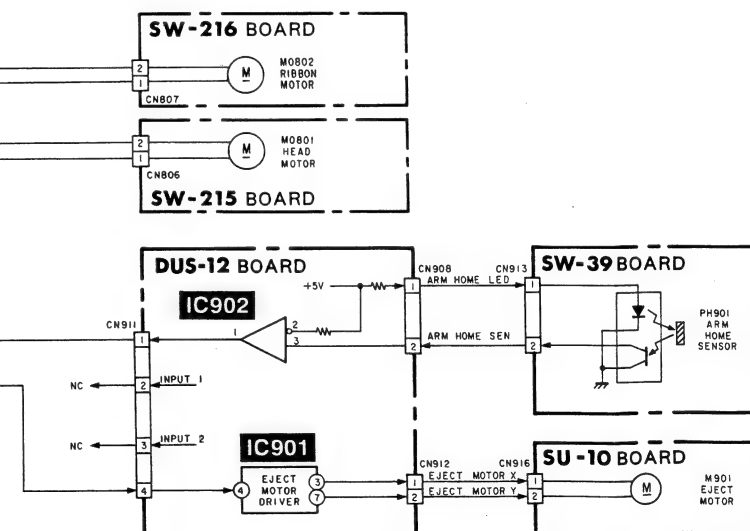 SW-216 BOARD
2
1
M
M0802
RIBBON
MOTOR
CN807
2
1
M
M0801
HEAD
MOTOR
CN806
SW-215 BOARD
DUS-12 BOARD
+5V
IC902
CN911
1
1
2
3
NC
2
INPUT 1
NC
3
INPUT 2
4
IC901
4
EJECT
MOTOR
DRIVER
3
7
CN908
1
2
ARM HOME LED
ARM HOME SEN
CN913
1
2
SW-39 BOARD
PH901
ARM
HOME
SENSOR
CN912
1
2
EJECT MOTOR X
EJECT MOTOR Y
CN916
1
2
SU-10 BOARD
M
M901
EJECT
MOTOR